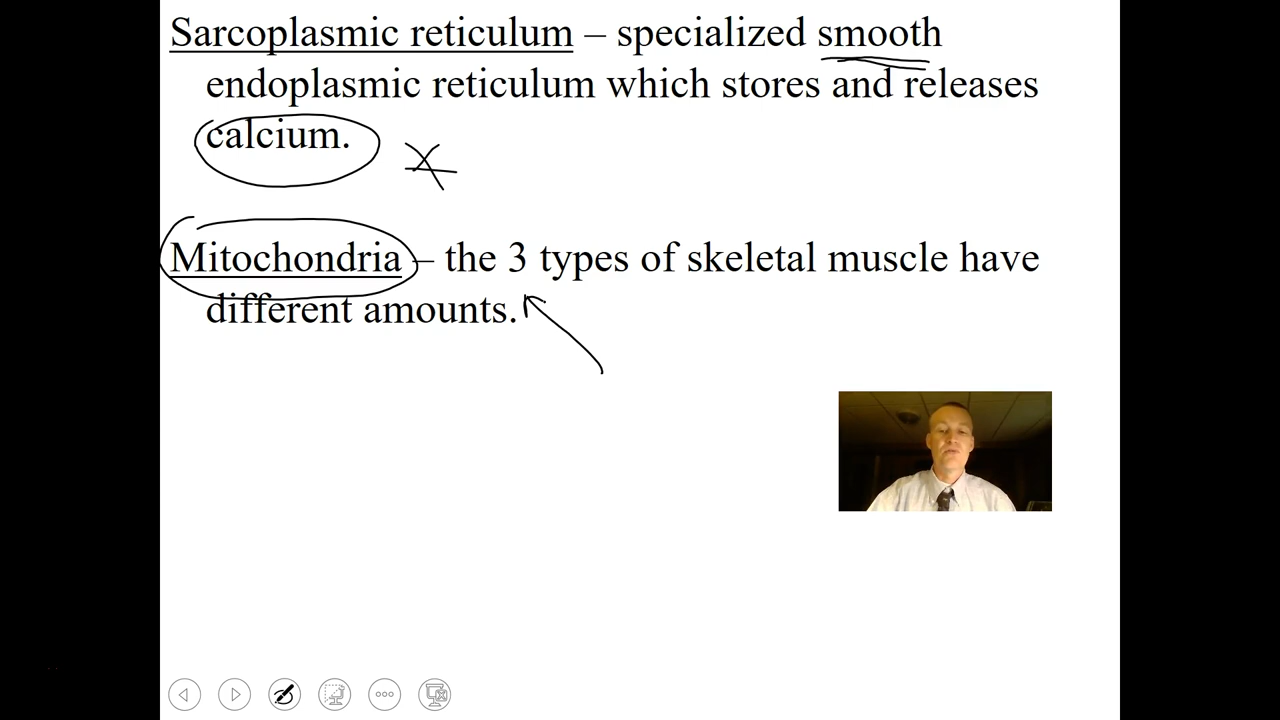 Sarcoplasmic reticulum – specialized smooth
endoplasmic reticulum which stores and releases
calcium.
Mitochondria – the 3 types of skeletal muscle have
different amounts.